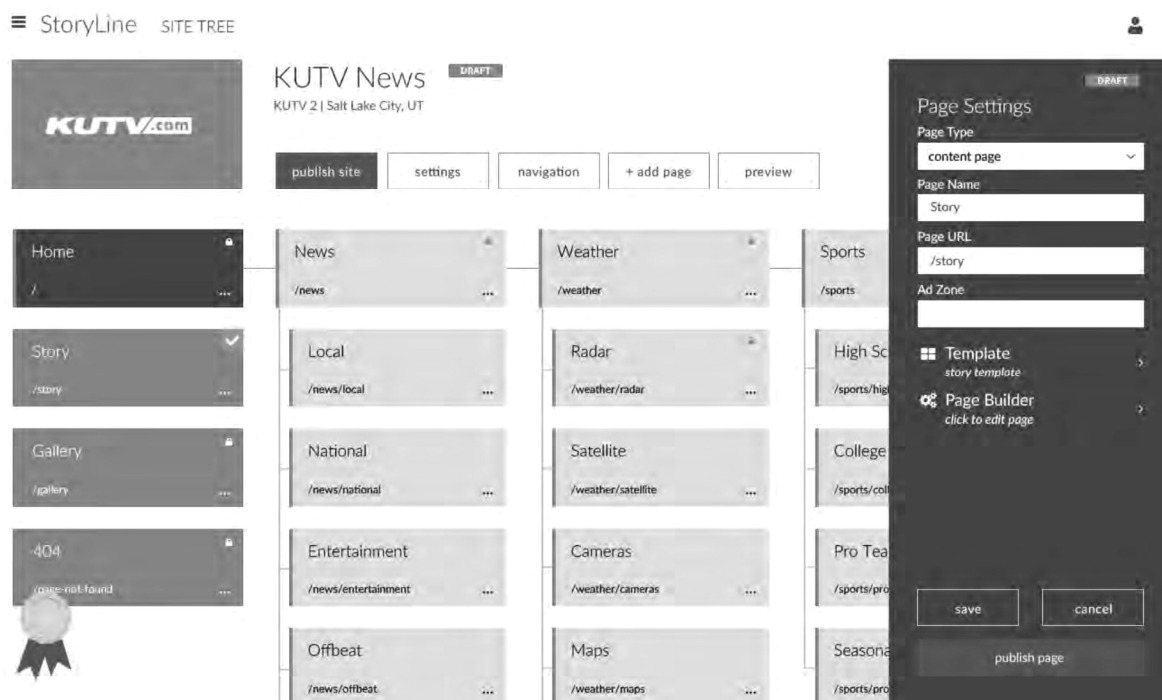 StoryLine SITE TREE
KUTV.com
KUTV News DRAFT
KUTV 2 | Salt Lake City, UT
publish site settings navigation + add page preview
Home
/
...
Story
/story
...
Gallery
/gallery
...
404
/page-not-found
...
News
/news
...
Local
/news/local
...
National
/news/national
...
Entertainment
/news/entertainment
...
Offbeat
/news/offbeat
...
Weather
/weather
...
Radar
/weather/radar
...
Satellite
/weather/satellite
...
Cameras
/weather/cameras
...
Maps
/weather/maps
...
Sports
/sports
High Sc
/sports/hig
College
/sports/coll
Pro Tea
/sports/pro
Seasona
/sports/pro
DRAFT
Page Settings
Page Type
content page
Page Name
Story
Page URL
/story
Ad Zone
Template
story template
Page Builder
click to edit page
save cancel
publish page